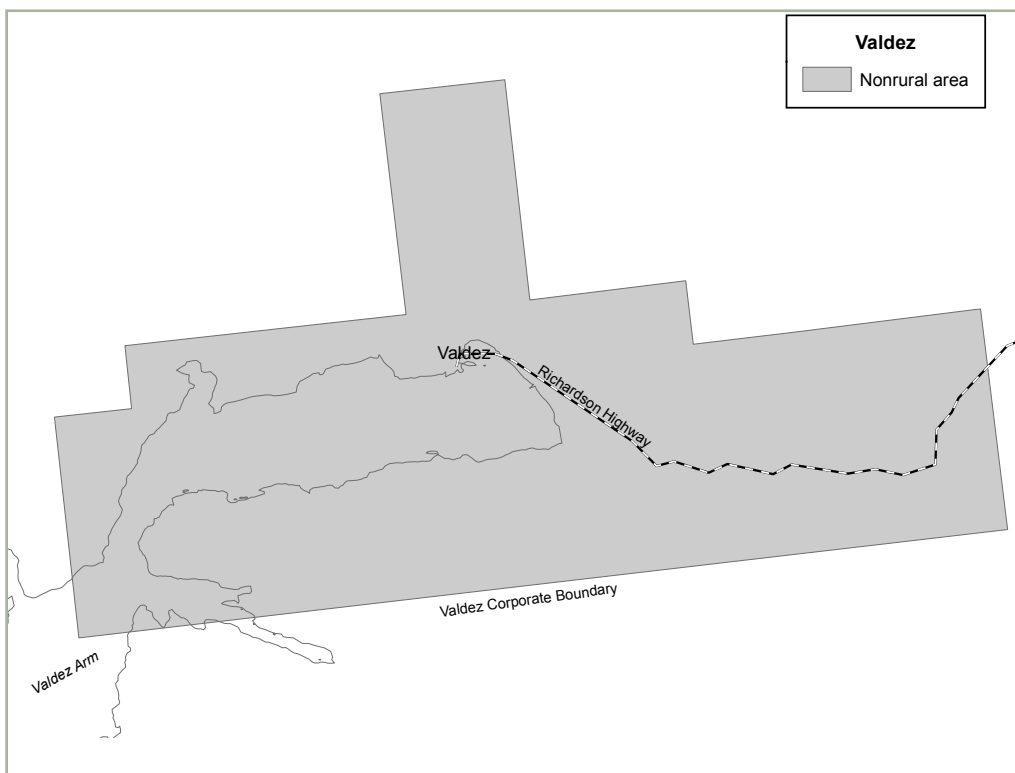 Valdez
Nonrural area
Valdez
Richardson Highway
Valdez Corporate Boundary
Valdez Arm